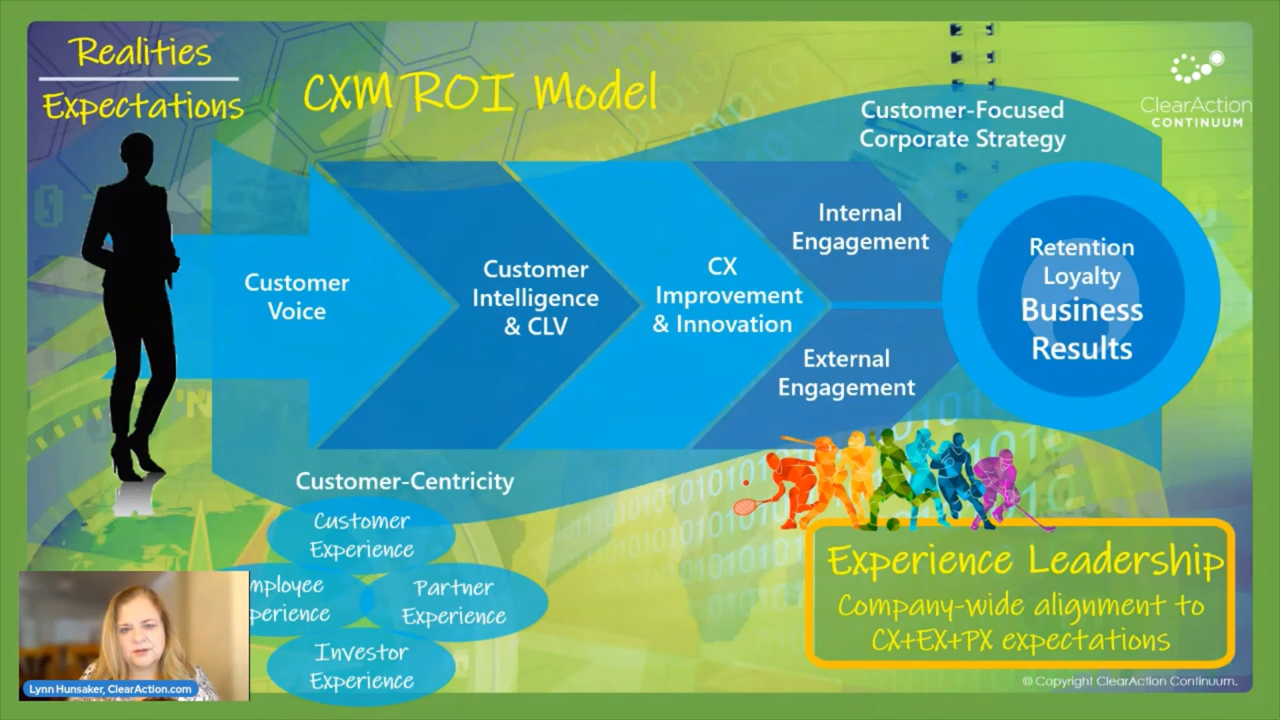 Realities
Expectations
CXM ROI Model
Customer-Focused
Corporate Strategy
ClearAction
CONTINUUM
Customer
Voice
Customer
Intelligence
& CLV
CX
Improvement
& Innovation
Internal
Engagement
External
Engagement
Retention
Loyalty
Business
Results
Customer-Centricity
Customer
Experience
Partner
Experience
Investor
Experience
Experience Leadership
Company-wide alignment to
CX+EX+PX expectations
Lynn Hunsaker, ClearAction.com
© Copyright ClearAction Continuum.